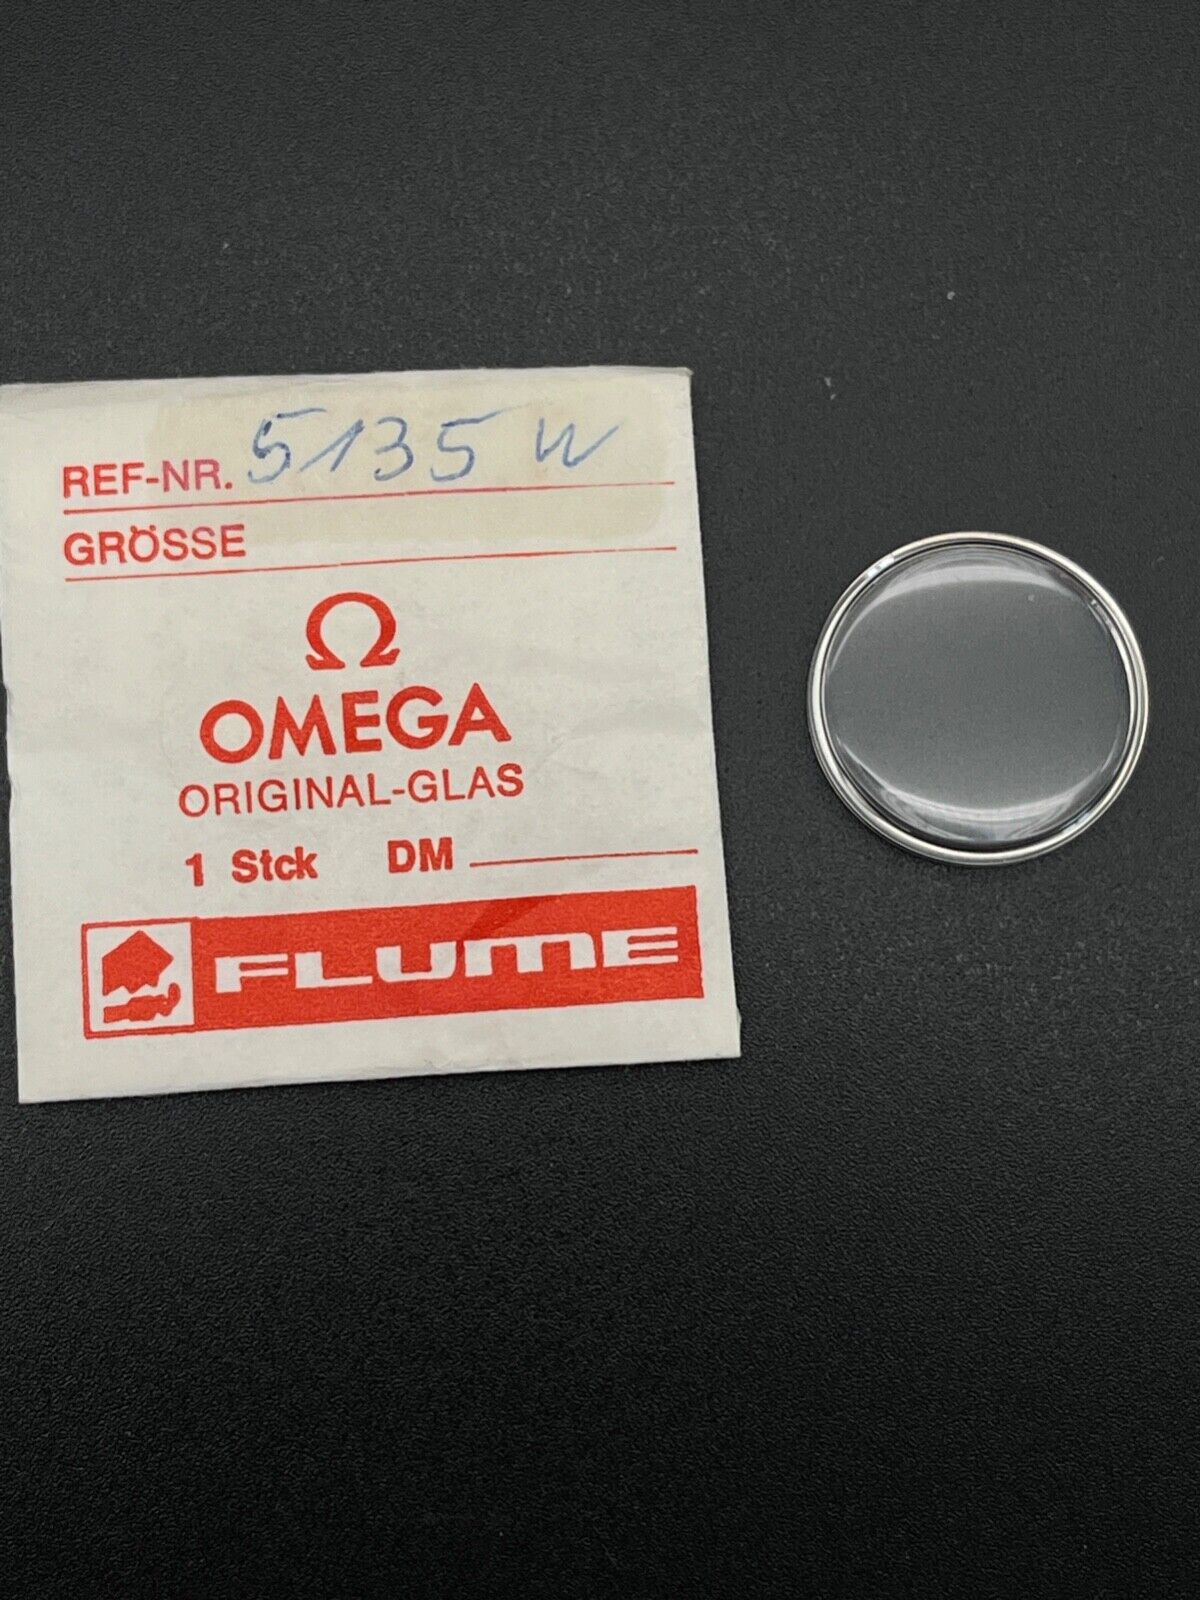 REF-NR. 5135 W
GRÖSSE
Ω
OMEGA
ORIGINAL-GLAS
1 Stck DM
FLUME